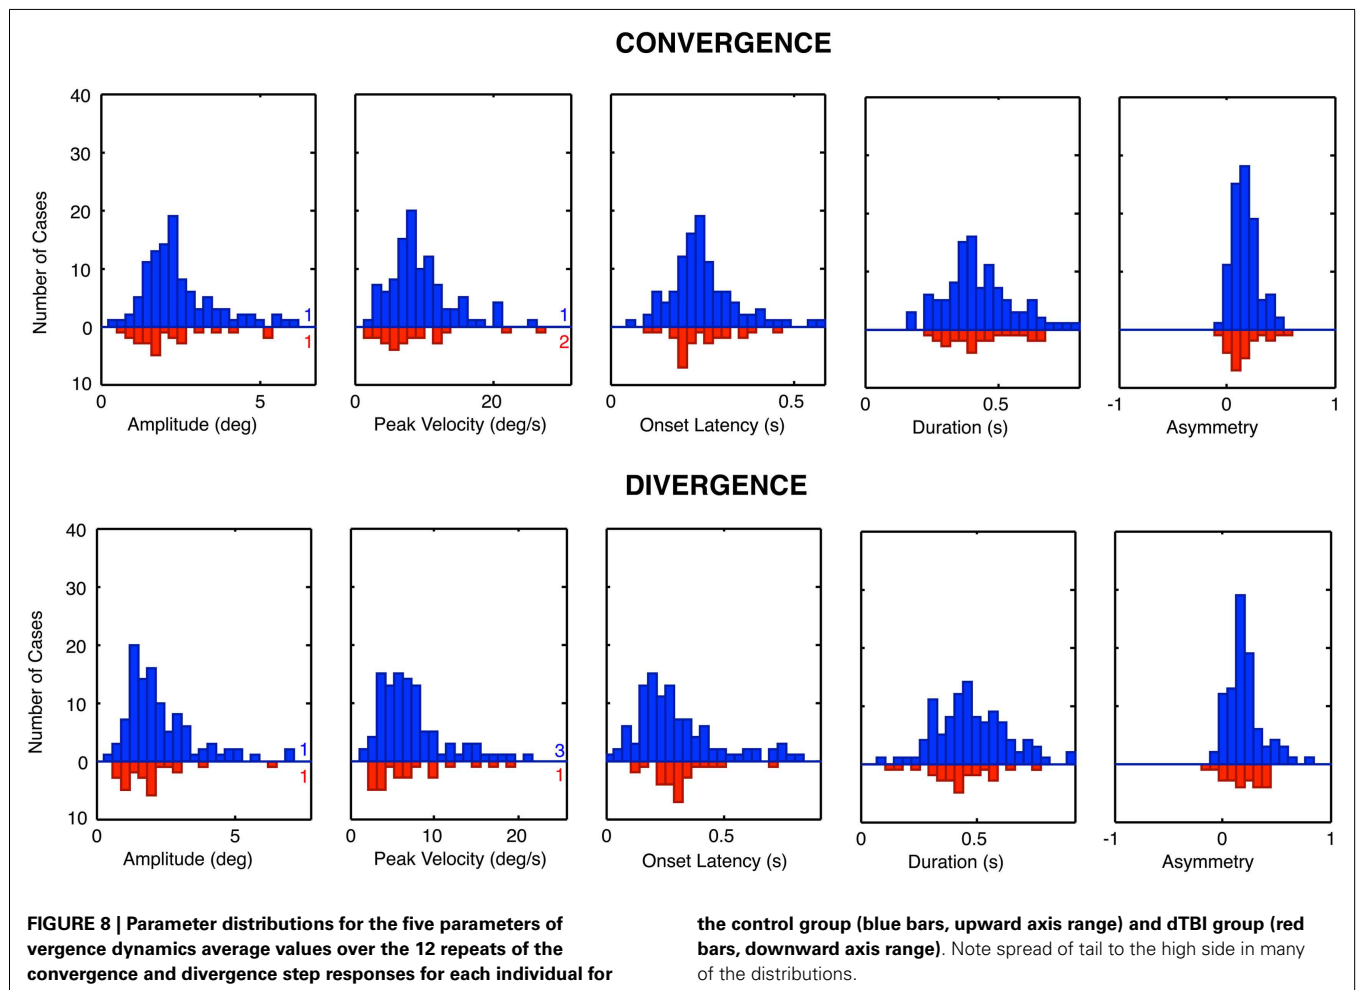 CONVERGENCE
Number of Cases
40
30
20
10
0
10
1
1
0 5
Amplitude (deg)
1
2
0 20
Peak Velocity (deg/s)
0 0.5
Onset Latency (s)
0 0.5
Duration (s)
-1 0 1
Asymmetry
DIVERGENCE
Number of Cases
40
30
20
10
0
10
1
1
0 5
Amplitude (deg)
3
1
0 10 20
Peak Velocity (deg/s)
0 0.5
Onset Latency (s)
0 0.5
Duration (s)
-1 0 1
Asymmetry
FIGURE 8 | Parameter distributions for the five parameters of
vergence dynamics average values over the 12 repeats of the
convergence and divergence step responses for each individual for
the control group (blue bars, upward axis range) and dTBI group (red
bars, downward axis range). Note spread of tail to the high side in many
of the distributions.